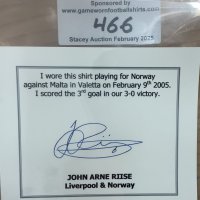 Sponsored by
www.gamewornfootballshirts.com
466
Stacey Auction February 2025
I wore this shirt playing for Norway
against Malta in Valetta on February 9th 2005.
I scored the 3rd goal in our 3-0 victory.
JOHN ARNE RIISE
Liverpool & Norway